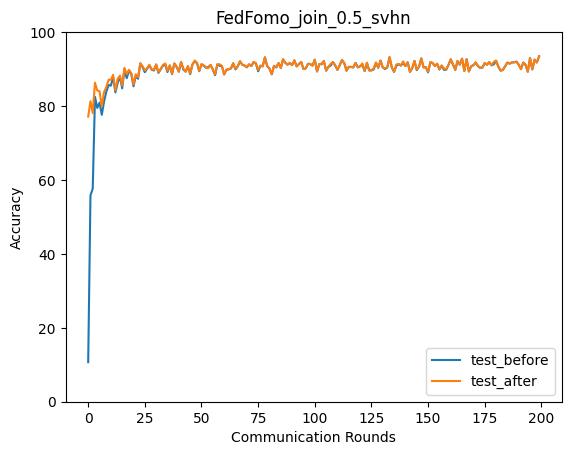 FedFomo_join_0.5_svhn
Accuracy
100
80
60
40
20
0
0 25 50 75 100 125 150 175 200
Communication Rounds
test_before
test_after